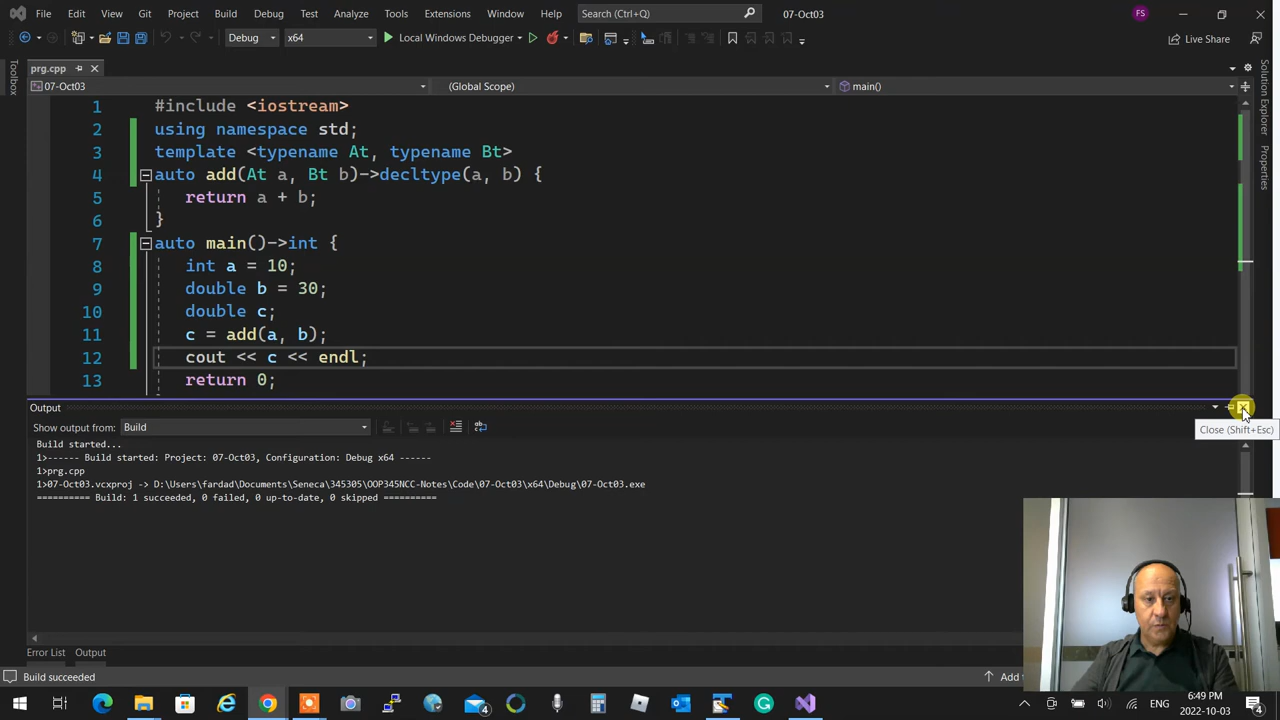 File Edit View Git Project Build Debug Test Analyze Tools Extensions Window Help Search (Ctrl+Q) 07-Oct03 FS
Debug x64 Local Windows Debugger Live Share
prg.cpp
07-Oct03 (Global Scope) main()
Toolbox
Solution Explorer
Properties
1 #include <iostream>
2 using namespace std;
3 template <typename At, typename Bt>
4 auto add(At a, Bt b)->decltype(a, b) {
5 return a + b;
6 }
7 auto main()->int {
8 int a = 10;
9 double b = 30;
10 double c;
11 c = add(a, b);
12 cout << c << endl;
13 return 0;
Output
Close (Shift+Esc)
Show output from: Build
Build started...
1>------ Build started: Project: 07-Oct03, Configuration: Debug x64 ------
1>prg.cpp
1>07-Oct03.vcxproj -> D:\Users\fardad\Documents\Seneca\345305\OOP345NCC-Notes\Code\07-Oct03\x64\Debug\07-Oct03.exe
========== Build: 1 succeeded, 0 failed, 0 up-to-date, 0 skipped ==========
Error List Output
Build succeeded
4
ENG
6:49 PM
2022-10-03
4